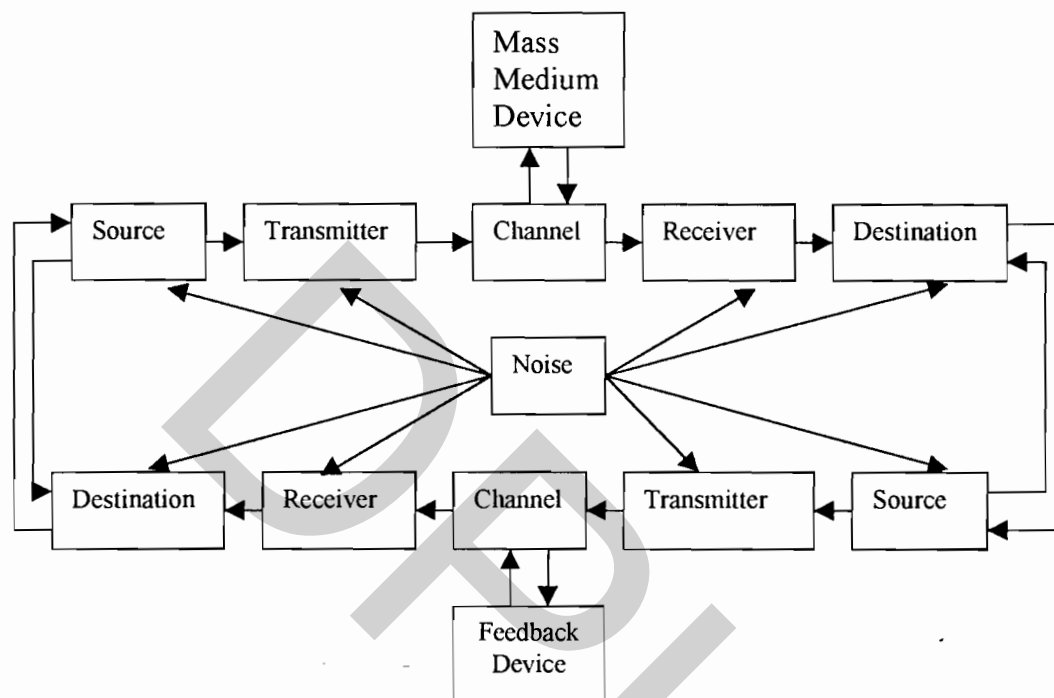 Mass
Medium
Device
Source
Transmitter
Channel
Receiver
Destination
Noise
Destination
Receiver
Channel
Transmitter
Source
Feedback
Device